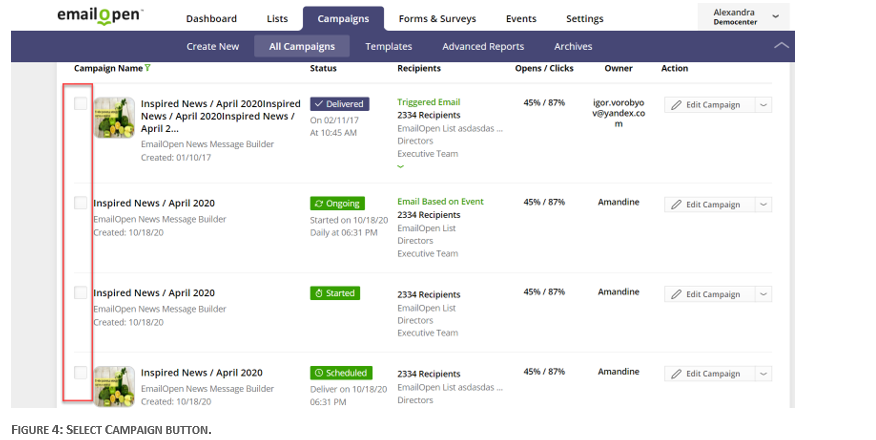 emailOpen
Dashboard Lists Campaigns Forms & Surveys Events Settings
Alexandra
Democenter
Create New All Campaigns Templates Advanced Reports Archives
Campaign Name Status Recipients Opens / Clicks Owner Action
Inspired News / April 2020Inspired
News / April 2020Inspired News /
April 2...
EmailOpen News Message Builder
Created: 01/10/17
Delivered
On 02/11/17
At 10:45 AM
Triggered Email
2334 Recipients
EmailOpen List asdasdas ...
Directors
Executive Team
45% / 87%
igor.vorobyo
v@yandex.co
m
Edit Campaign
Inspired News / April 2020
EmailOpen News Message Builder
Created: 10/18/20
Ongoing
Started on 10/18/20
Daily at 06:31 PM
Email Based on Event
2334 Recipients
EmailOpen List
Directors
Executive Team
45% / 87%
Amandine
Edit Campaign
Inspired News / April 2020
EmailOpen News Message Builder
Created: 10/18/20
Started
2334 Recipients
EmailOpen List
Directors
Executive Team
45% / 87%
Amandine
Edit Campaign
Inspired News / April 2020
EmailOpen News Message Builder
Created: 10/18/20
Scheduled
Deliver on 10/18/20
06:31 PM
2334 Recipients
EmailOpen List asdasdas ...
Directors
45% / 87%
Amandine
Edit Campaign
FIGURE 4: SELECT CAMPAIGN BUTTON.